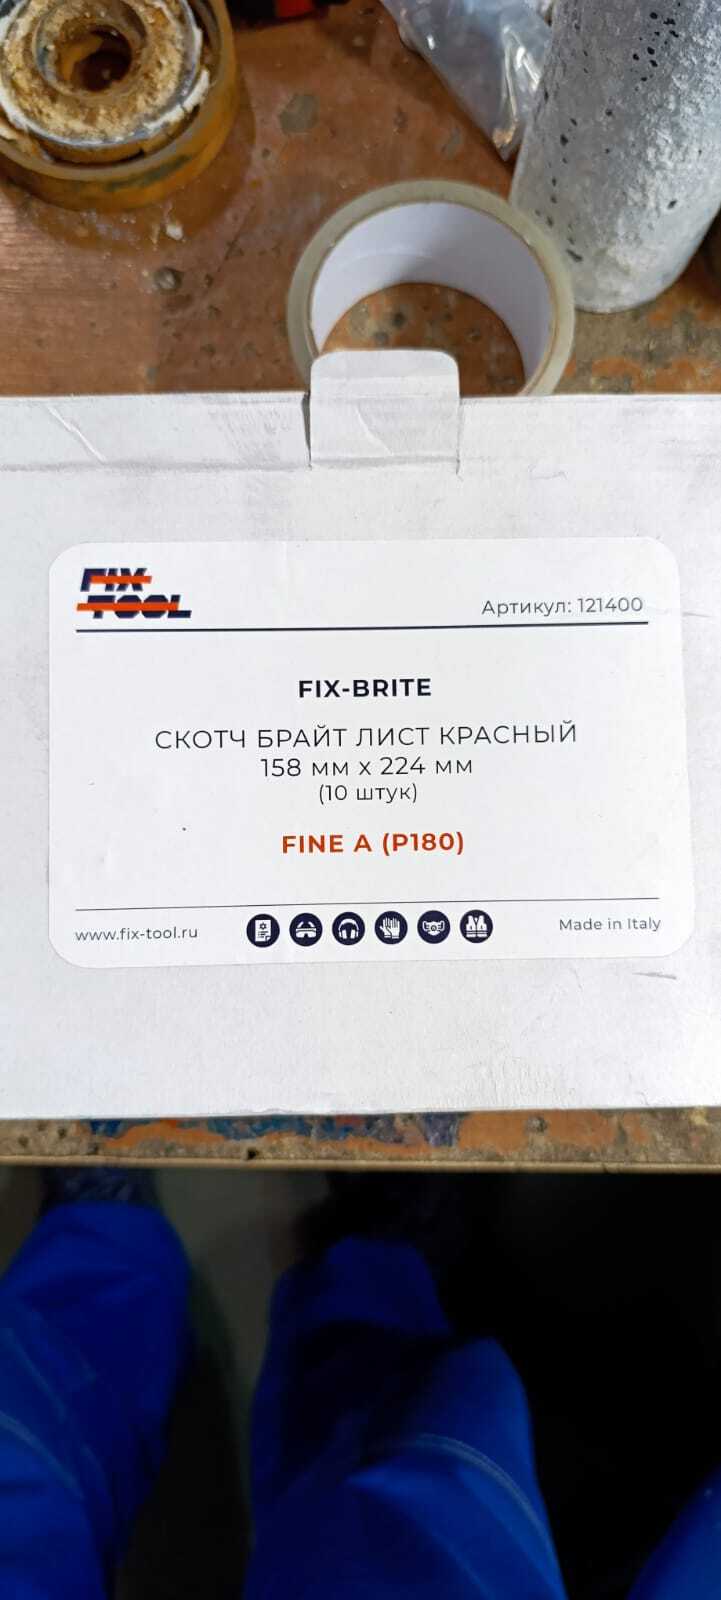 FIX-
TOOL
Артикул: 121400
FIX-BRITE
СКОТЧ БРАЙТ ЛИСТ КРАСНЫЙ
158 мм x 224 мм
(10 штук)
FINE A (P180)
www.fix-tool.ru
Made in Italy